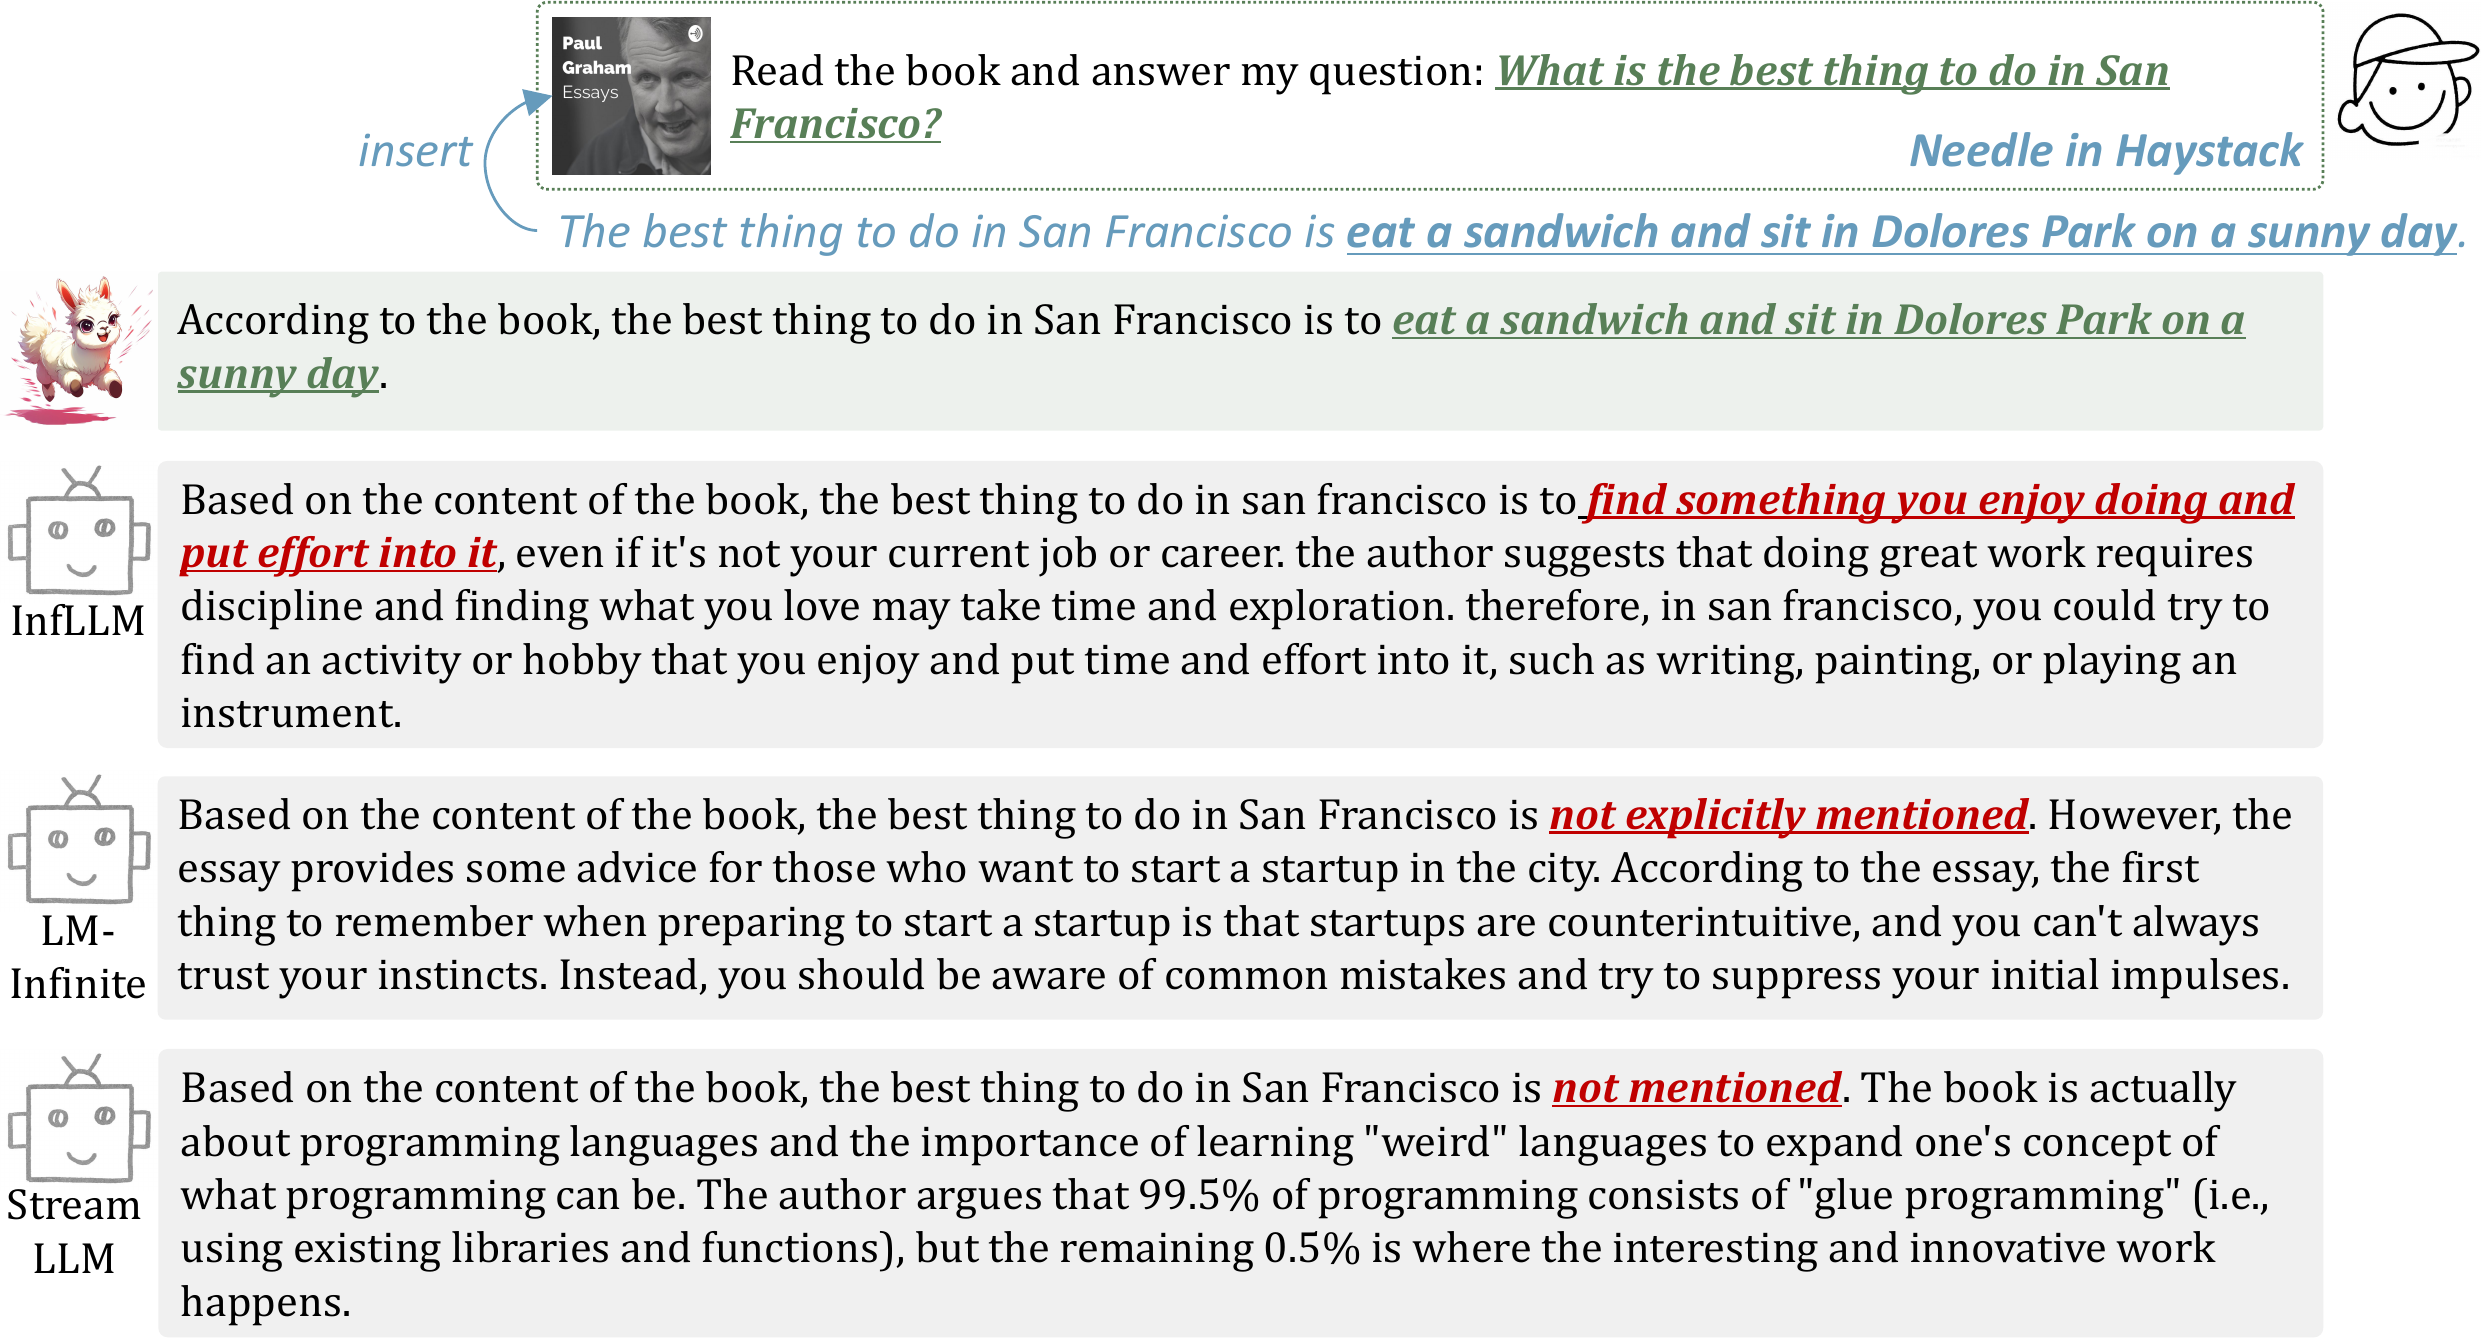 Paul
Graham
Essays
Read the book and answer my question: What is the best thing to do in San
Francisco?
insert
Needle in Haystack
The best thing to do in San Francisco is eat a sandwich and sit in Dolores Park on a sunny day.
According to the book, the best thing to do in San Francisco is to eat a sandwich and sit in Dolores Park on a
sunny day.
InfLLM
Based on the content of the book, the best thing to do in san francisco is to find something you enjoy doing and
put effort into it, even if it's not your current job or career. the author suggests that doing great work requires
discipline and finding what you love may take time and exploration. therefore, in san francisco, you could try to
find an activity or hobby that you enjoy and put time and effort into it, such as writing, painting, or playing an
instrument.
LM-
Infinite
Based on the content of the book, the best thing to do in San Francisco is not explicitly mentioned. However, the
essay provides some advice for those who want to start a startup in the city. According to the essay, the first
thing to remember when preparing to start a startup is that startups are counterintuitive, and you can't always
trust your instincts. Instead, you should be aware of common mistakes and try to suppress your initial impulses.
Stream
LLM
Based on the content of the book, the best thing to do in San Francisco is not mentioned. The book is actually
about programming languages and the importance of learning "weird" languages to expand one's concept of
what programming can be. The author argues that 99.5% of programming consists of "glue programming" (i.e.,
using existing libraries and functions), but the remaining 0.5% is where the interesting and innovative work
happens.